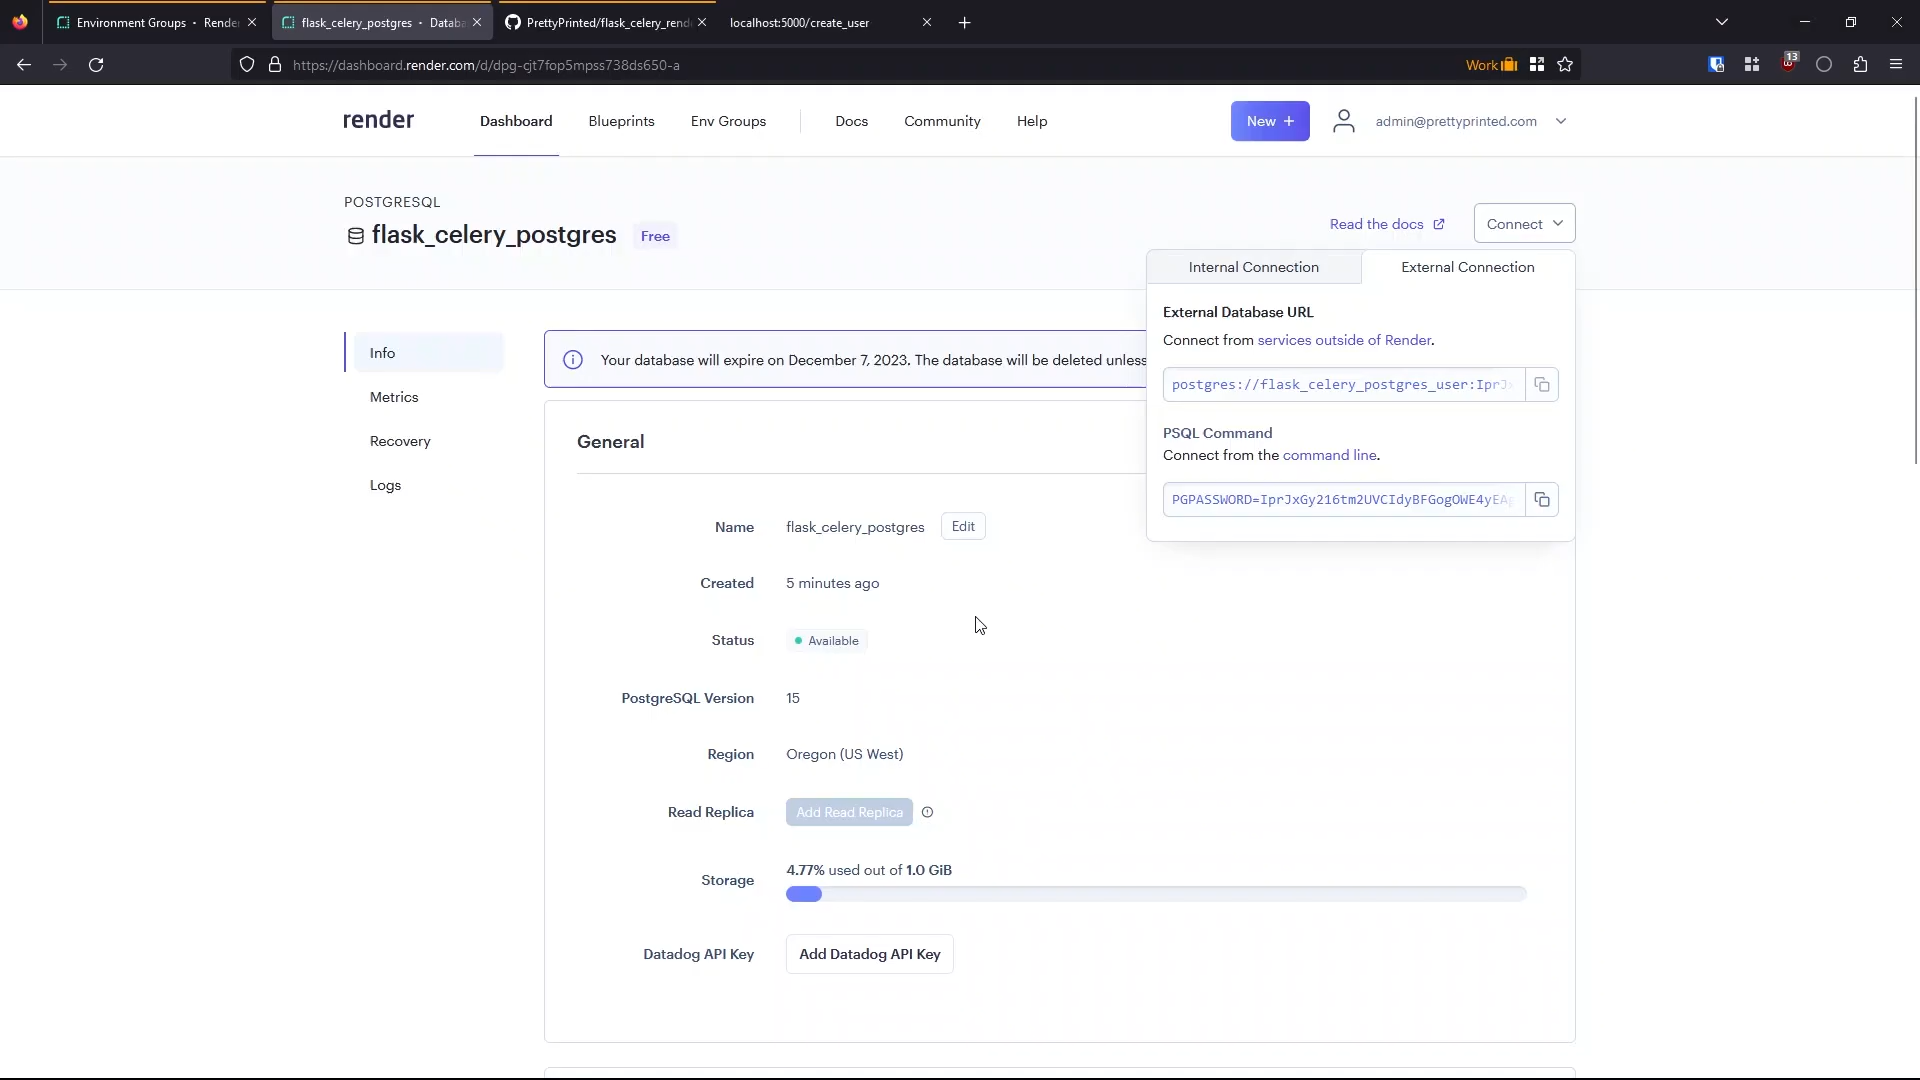 Environment Groups · Render
flask_celery_postgres · Databa
PrettyPrinted/flask_celery_rend
localhost:5000/create_user
https://dashboard.render.com/d/dpg-cjt7fop5mpss738ds650-a
Work
13
render
Dashboard
Blueprints
Env Groups
Docs
Community
Help
New +
admin@prettyprinted.com
POSTGRESQL
flask_celery_postgres
Free
Read the docs
Connect
Internal Connection
External Connection
External Database URL
Connect from services outside of Render.
postgres://flask_celery_postgres_user:IprJx
PSQL Command
Connect from the command line.
PGPASSWORD=IprJxGy216tm2UVCIdyBFGogOWE4yEAg
Info
Metrics
Recovery
Logs
Your database will expire on December 7, 2023. The database will be deleted unless
General
Name
flask_celery_postgres
Edit
Created
5 minutes ago
Status
Available
PostgreSQL Version
15
Region
Oregon (US West)
Read Replica
Add Read Replica
Storage
4.77% used out of 1.0 GiB
Datadog API Key
Add Datadog API Key